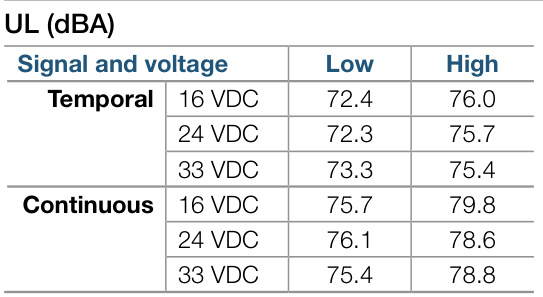 UL (dBA)
Signal and voltage Low High
Temporal 16 VDC 72.4 76.0
24 VDC 72.3 75.7
33 VDC 73.3 75.4
Continuous 16 VDC 75.7 79.8
24 VDC 76.1 78.6
33 VDC 75.4 78.8